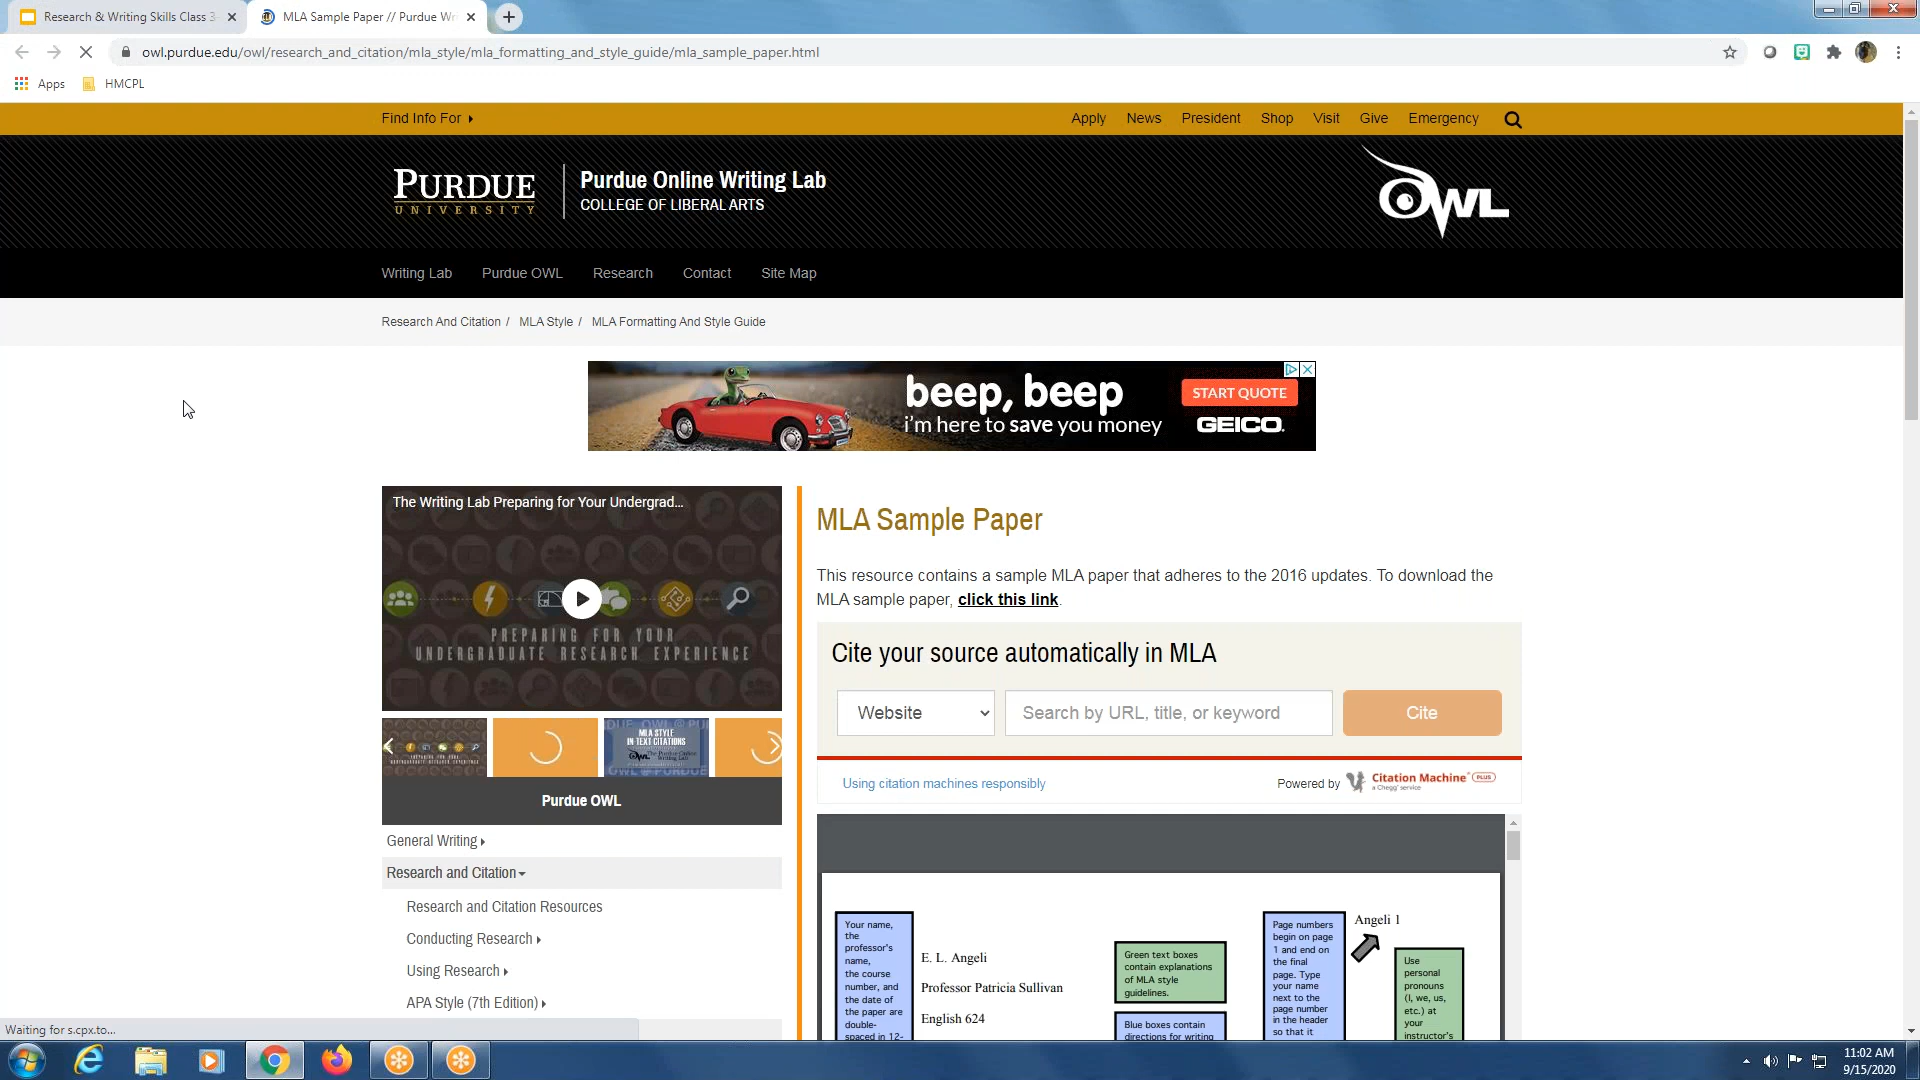 Research & Writing Skills Class 3
MLA Sample Paper // Purdue Wr
owl.purdue.edu/owl/research_and_citation/mla_style/mla_formatting_and_style_guide/mla_sample_paper.html
Apps
HMCPL
Find Info For
Apply
News
President
Shop
Visit
Give
Emergency
PURDUE
UNIVERSITY
Purdue Online Writing Lab
COLLEGE OF LIBERAL ARTS
OWL
Writing Lab
Purdue OWL
Research
Contact
Site Map
Research And Citation /
MLA Style /
MLA Formatting And Style Guide
beep, beep
i'm here to save you money
START QUOTE
GEICO.
The Writing Lab Preparing for Your Undergrad...
PREPARING FOR YOUR
UNDERGRADUATE RESEARCH EXPERIENCE
MLA STYLE
IN TEXT CITATIONS
Purdue OWL
General Writing
Research and Citation
Research and Citation Resources
Conducting Research
Using Research
APA Style (7th Edition)
MLA Sample Paper
This resource contains a sample MLA paper that adheres to the 2016 updates. To download the
MLA sample paper, click this link.
Cite your source automatically in MLA
Website
Search by URL, title, or keyword
Cite
Using citation machines responsibly
Powered by
Citation Machine PLUS
a Chegg service
Your name,
the
professor's
name,
the course
number, and
the date of
the paper are
double-
spaced in 12-
E. L. Angeli
Professor Patricia Sullivan
English 624
Green text boxes
contain explanations
of MLA style
guidelines.
Blue boxes contain
directions for writing
Page numbers
begin on page
1 and end on
the final
page. Type
your name
next to the
page number
in the header
so that it
Angeli 1
Use
personal
pronouns
(I, we, us,
etc.) at
your
instructor's
Waiting for s.cpx.to...
11:02 AM
9/15/2020